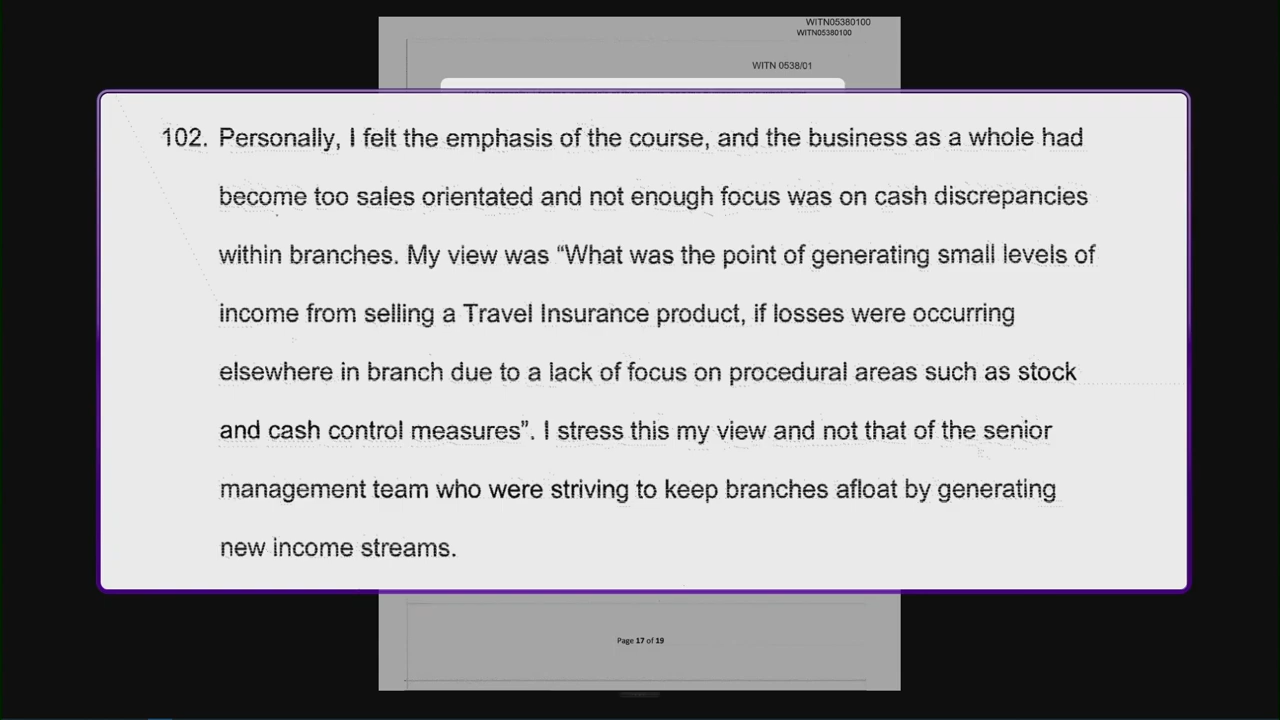 WITN05380100
WITN05380100
WITN 0538/01
102. Personally, I felt the emphasis of the course, and the business as a whole had
become too sales orientated and not enough focus was on cash discrepancies
within branches. My view was “What was the point of generating small levels of
income from selling a Travel Insurance product, if losses were occurring
elsewhere in branch due to a lack of focus on procedural areas such as stock
and cash control measures”. I stress this my view and not that of the senior
management team who were striving to keep branches afloat by generating
new income streams.
Page 17 of 19